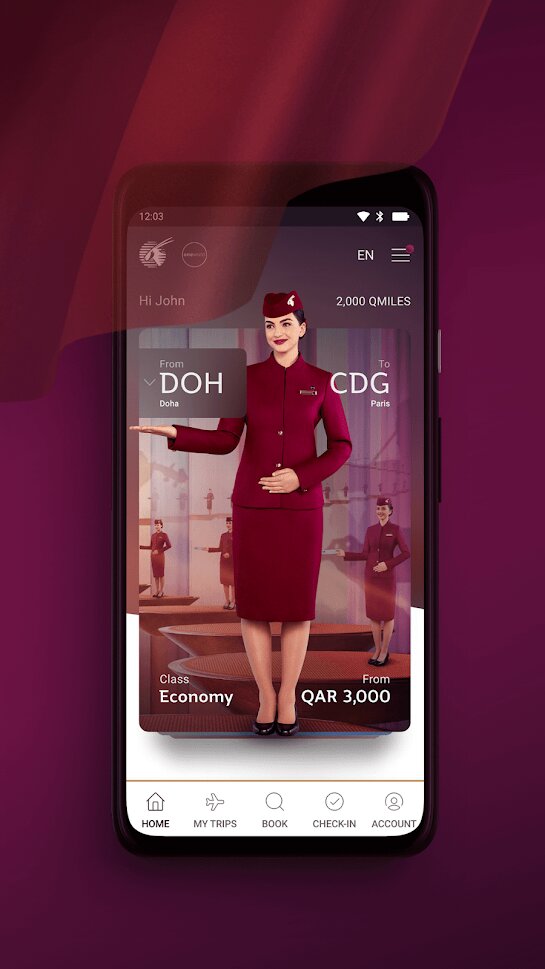 12:03
EN
Hi John
2,000 QMILES
From
DOH
Doha
To
CDG
Paris
Class
Economy
From
QAR 3,000
HOME
MY TRIPS
BOOK
CHECK-IN
ACCOUNT